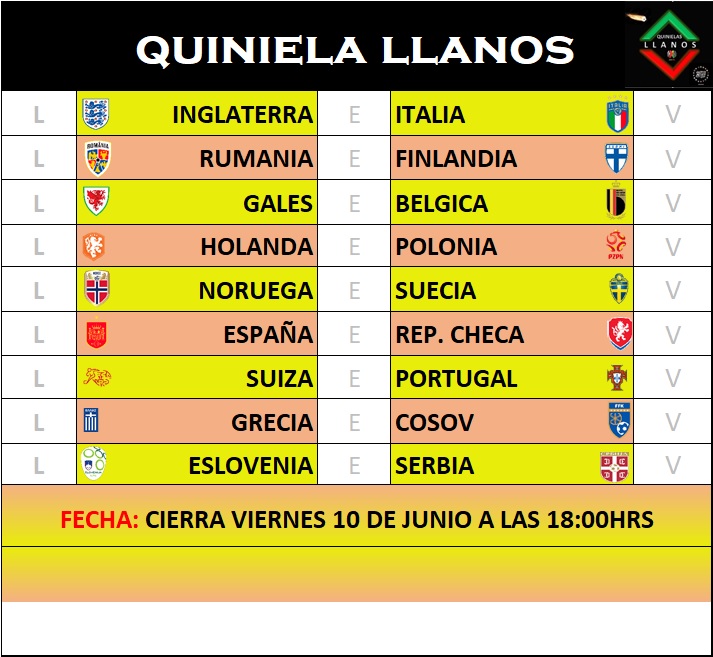 QUINIELA LLANOS
QUINIELAS
LLANOS
L INGLATERRA E ITALIA V
L RUMANIA E FINLANDIA V
L GALES E BELGICA V
L HOLANDA E POLONIA V
L NORUEGA E SUECIA V
L ESPAÑA E REP. CHECA V
L SUIZA E PORTUGAL V
L GRECIA E COSOV V
L ESLOVENIA E SERBIA V
FECHA: CIERRA VIERNES 10 DE JUNIO A LAS 18:00HRS